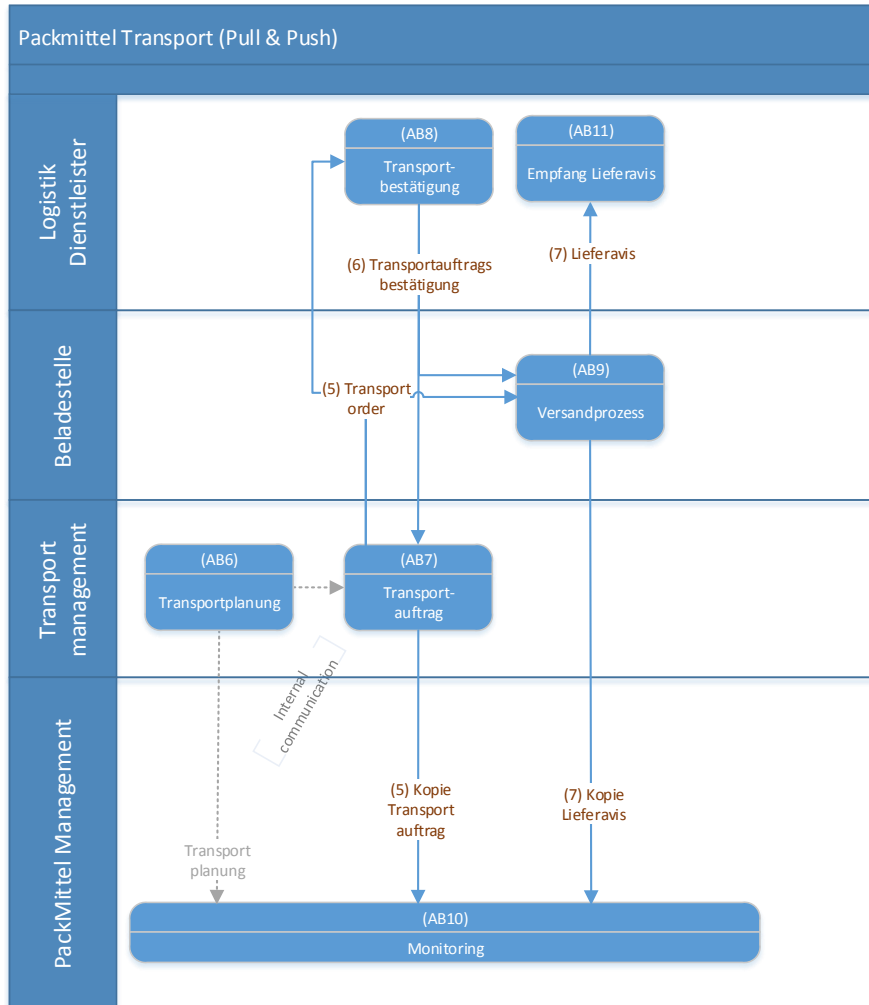 Packmittel Transport (Pull & Push)
Logistik
Dienstleister
(AB8)
Transport-
bestätigung
(AB11)
Empfang Lieferavis
(6) Transportauftrags
bestätigung
(7) Lieferavis
Beladestelle
(5) Transport
order
(AB9)
Versandprozess
Transport
management
(AB6)
Transportplanung
(AB7)
Transport-
auftrag
Internal
communication
PackMittel Management
Transport
planung
(5) Kopie
Transport
auftrag
(7) Kopie
Lieferavis
(AB10)
Monitoring